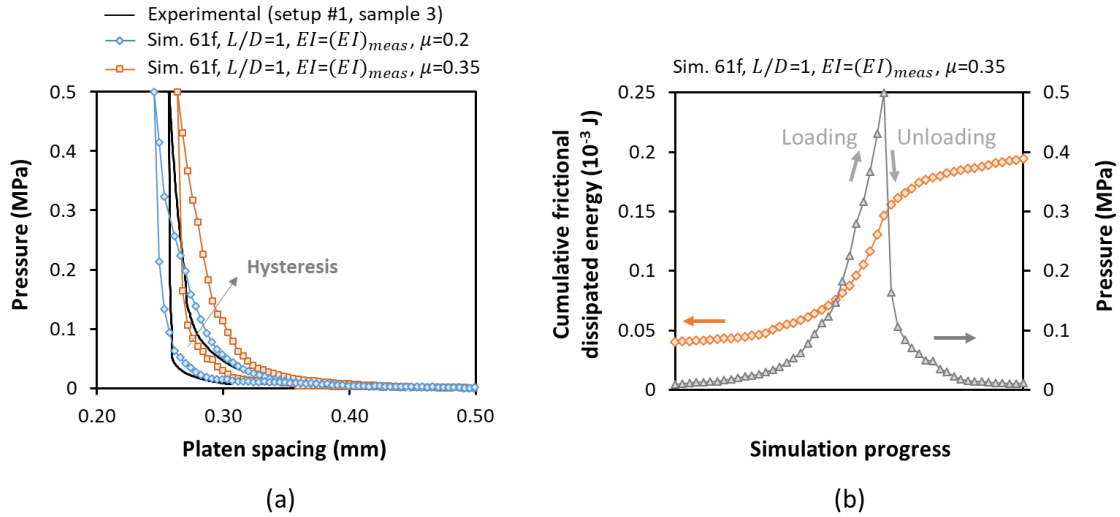 Experimental (setup #1, sample 3)
Sim. 61f, L/D=1, EI=(EI)meas, μ=0.2
Sim. 61f, L/D=1, EI=(EI)meas, μ=0.35
0.5
0.4
0.3
0.2
0.1
0
Pressure (MPa)
Hysteresis
0.20
0.30
0.40
0.50
Platen spacing (mm)
(a)
Sim. 61f, L/D=1, EI=(EI)meas, μ=0.35
0.25
0.2
0.15
0.1
0.05
0
Cumulative frictional
dissipated energy (10-3 J)
Loading
Unloading
0.5
0.4
0.3
0.2
0.1
0
Pressure (MPa)
Simulation progress
(b)